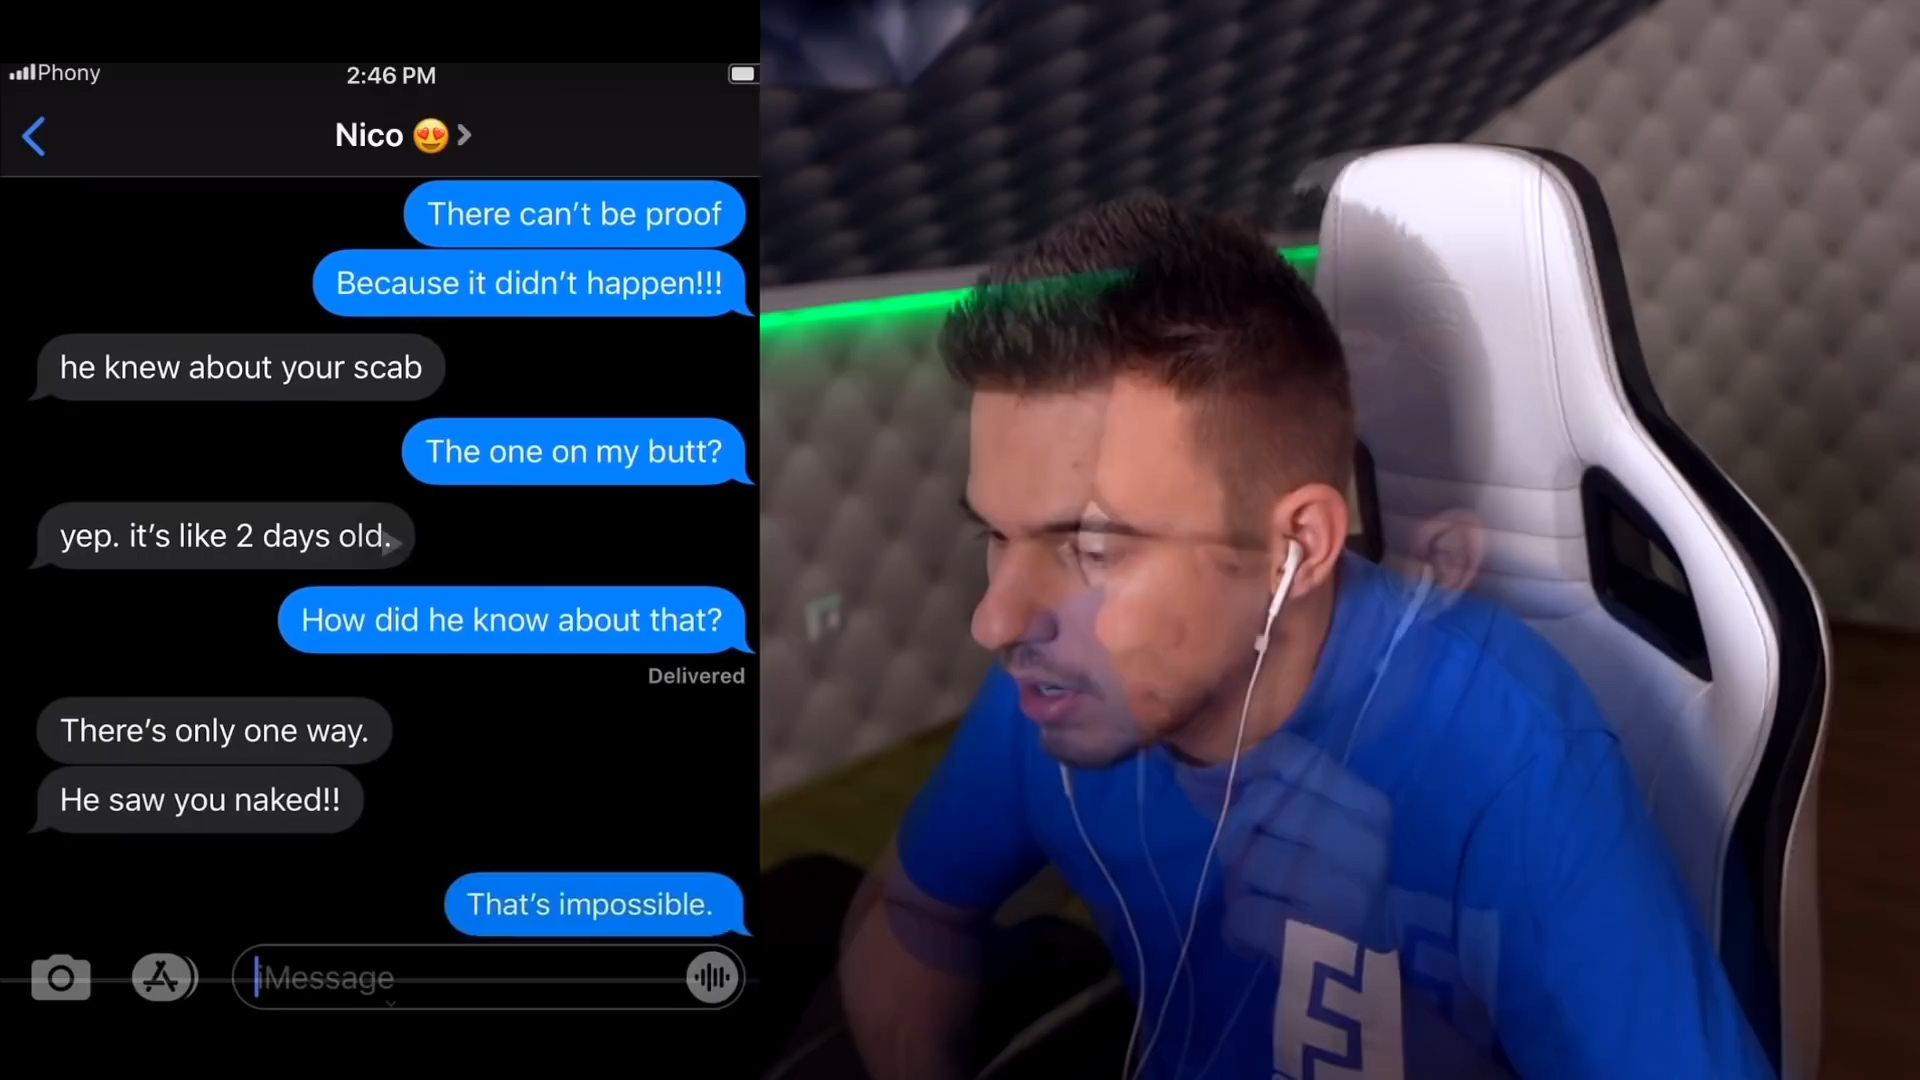 Phony
2:46 PM
Nico 😍
There can’t be proof
Because it didn’t happen!!!
he knew about your scab
The one on my butt?
yep. it’s like 2 days old.
How did he know about that?
Delivered
There’s only one way.
He saw you naked!!
That’s impossible.
iMessage